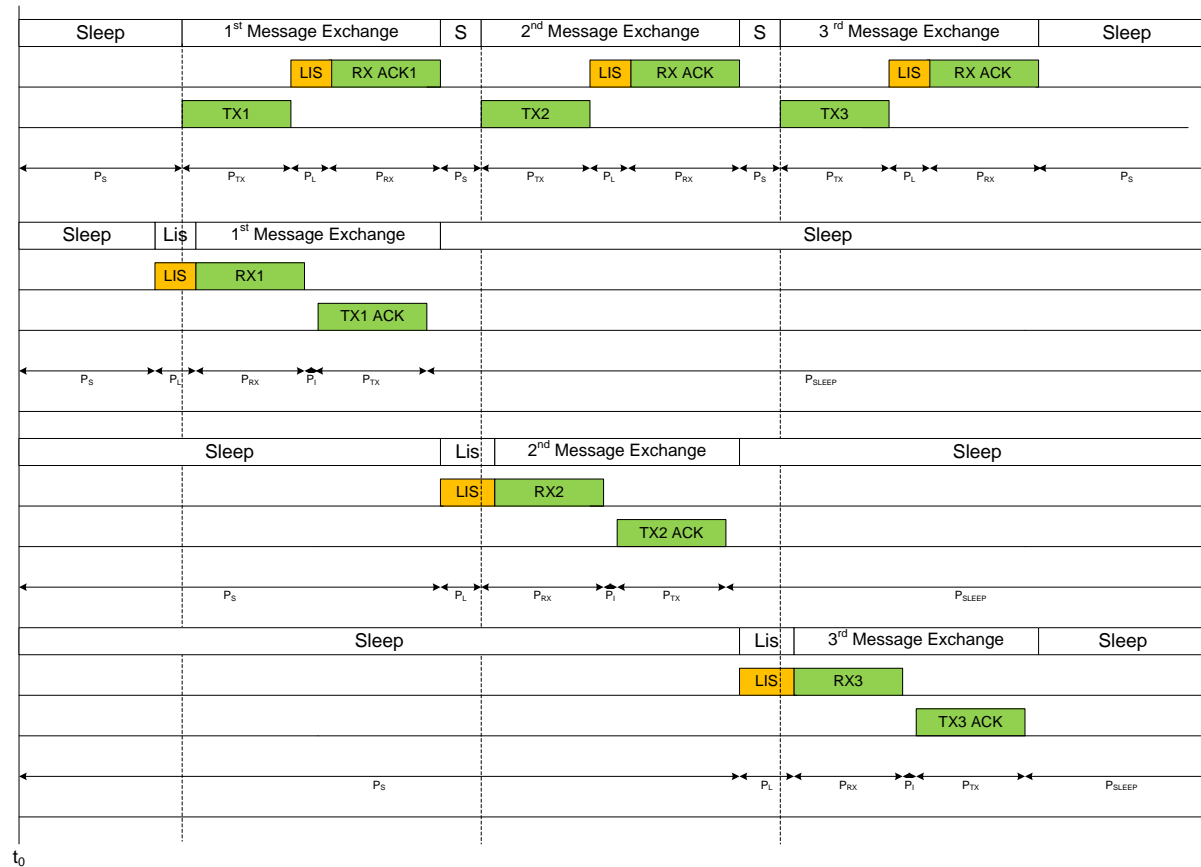 Sleep 1st Message Exchange S 2nd Message Exchange S 3rd Message Exchange Sleep
LIS RX ACK1 LIS RX ACK LIS RX ACK
TX1 TX2 TX3
PS PTX PL PRX PS PTX PL PRX PS PTX PL PRX PS
Sleep Lis 1st Message Exchange Sleep
LIS RX1
TX1 ACK
PS PL PRX PI PTX PSLEEP
Sleep Lis 2nd Message Exchange Sleep
LIS RX2
TX2 ACK
PS PL PRX PI PTX PSLEEP
Sleep Lis 3rd Message Exchange Sleep
LIS RX3
TX3 ACK
PS PL PRX PI PTX PSLEEP
t0